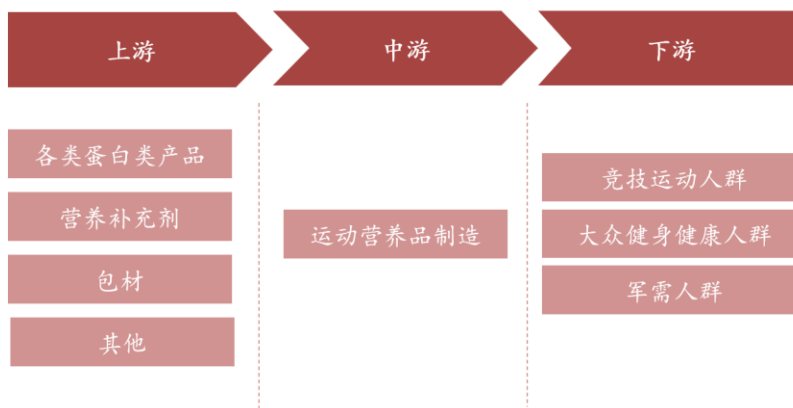 上游
中游
下游
各类蛋白类产品
营养补充剂
包材
其他
运动营养品制造
竞技运动人群
大众健身健康人群
军需人群